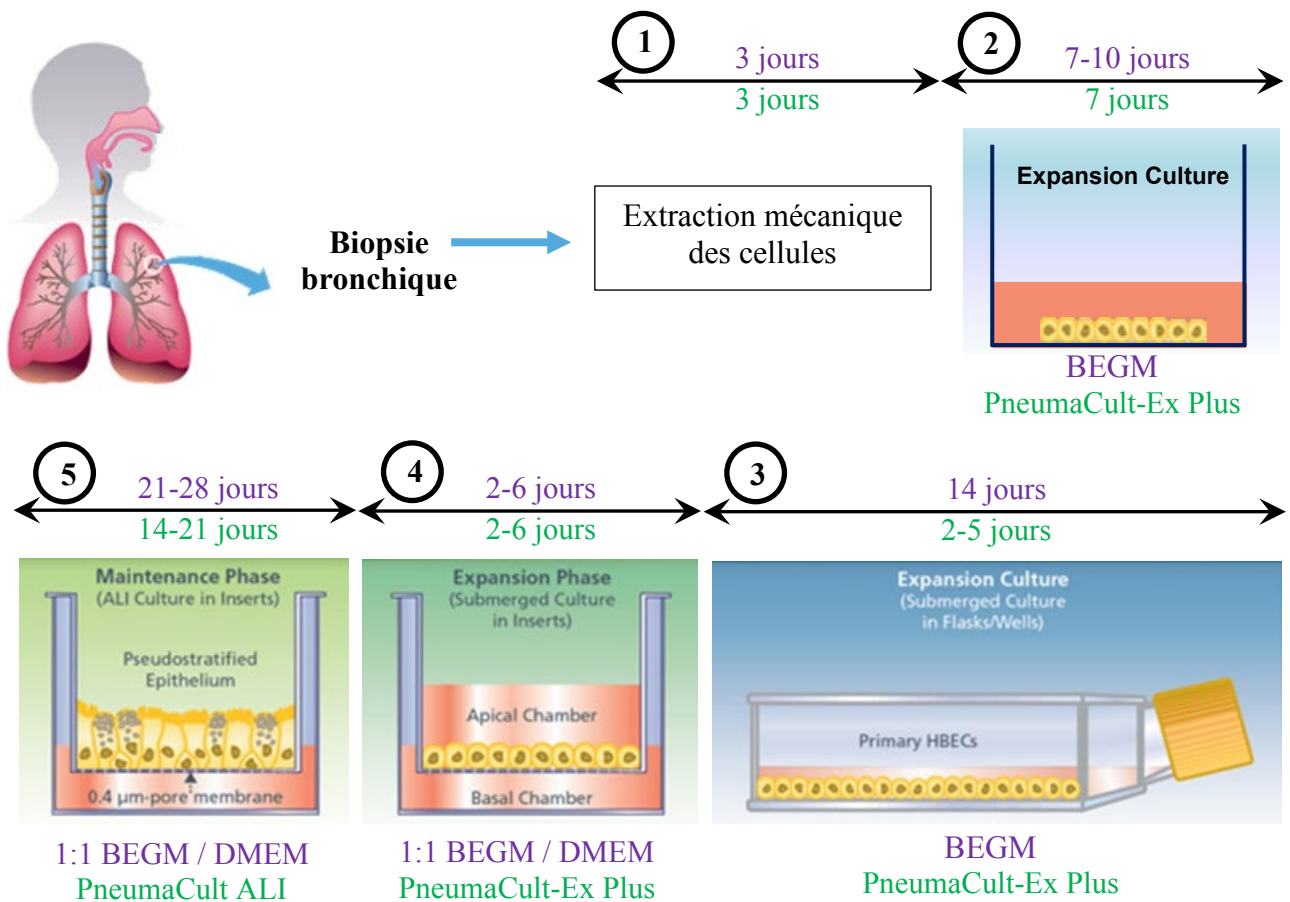 1
3 jours
3 jours
2
7-10 jours
7 jours
Biopsie
bronchique
Extraction mécanique
des cellules
Expansion Culture
BEGM
PneumaCult-Ex Plus
5
21-28 jours
14-21 jours
Maintenance Phase
(ALI Culture in Inserts)
Pseudostratified
Epithelium
0.4 µm-pore membrane
1:1 BEGM / DMEM
PneumaCult ALI
4
2-6 jours
2-6 jours
Expansion Phase
(Submerged Culture
in Inserts)
Apical Chamber
Basal Chamber
1:1 BEGM / DMEM
PneumaCult-Ex Plus
3
14 jours
2-5 jours
Expansion Culture
(Submerged Culture
in Flasks/Wells)
Primary HBECs
BEGM
PneumaCult-Ex Plus